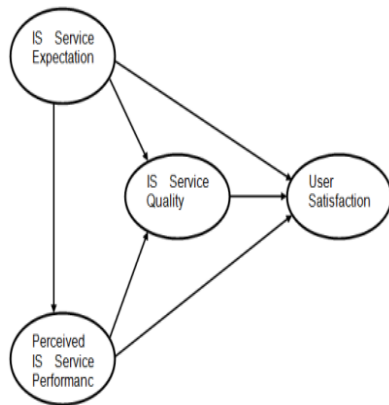 IS Service
Expectation
IS Service
Quality
User
Satisfaction
Perceived
IS Service
Performanc